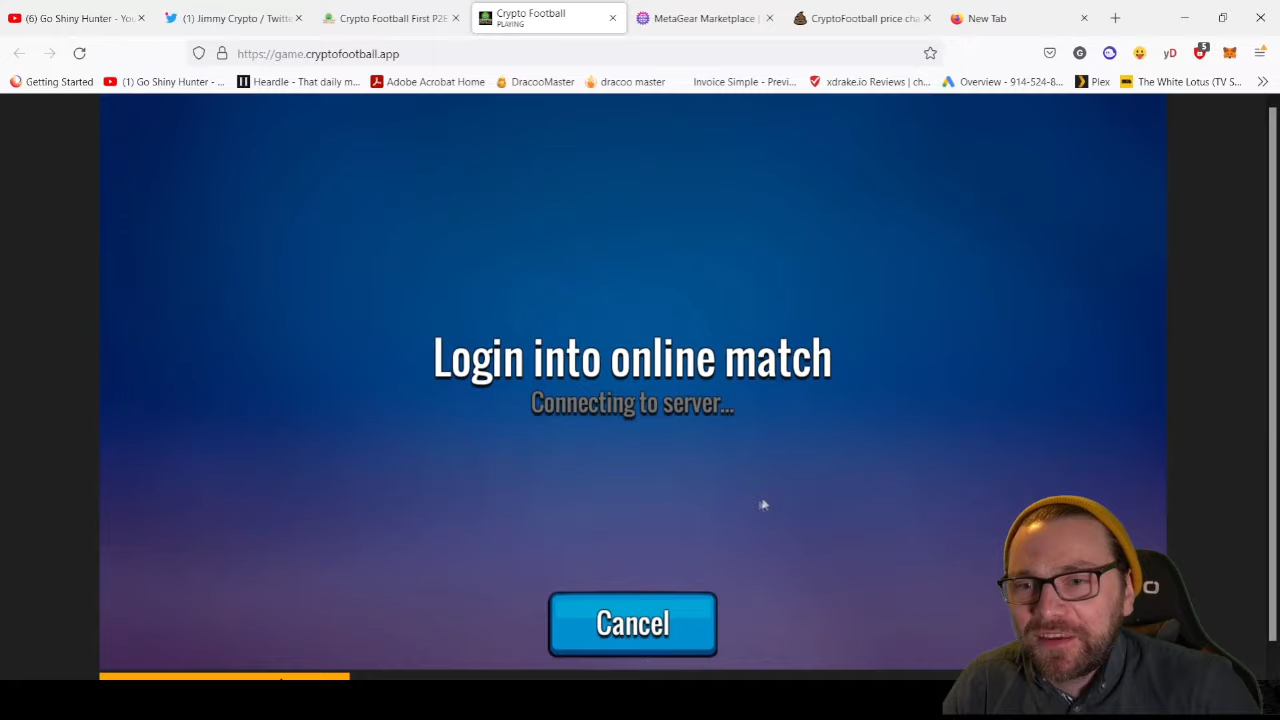 (6) Go Shiny Hunter - You
(1) Jimmy Crypto / Twitte
Crypto Football First P2E
Crypto Football
PLAYING
MetaGear Marketplace |
CryptoFootball price cha
New Tab
https://game.cryptofootball.app
G
yD
5
Getting Started
(1) Go Shiny Hunter - ...
Heardle - That daily m...
Adobe Acrobat Home
DracooMaster
dracoo master
Invoice Simple - Previ...
xdrake.io Reviews | ch...
Overview - 914-524-8...
Plex
The White Lotus (TV S...
Login into online match
Connecting to server...
Cancel